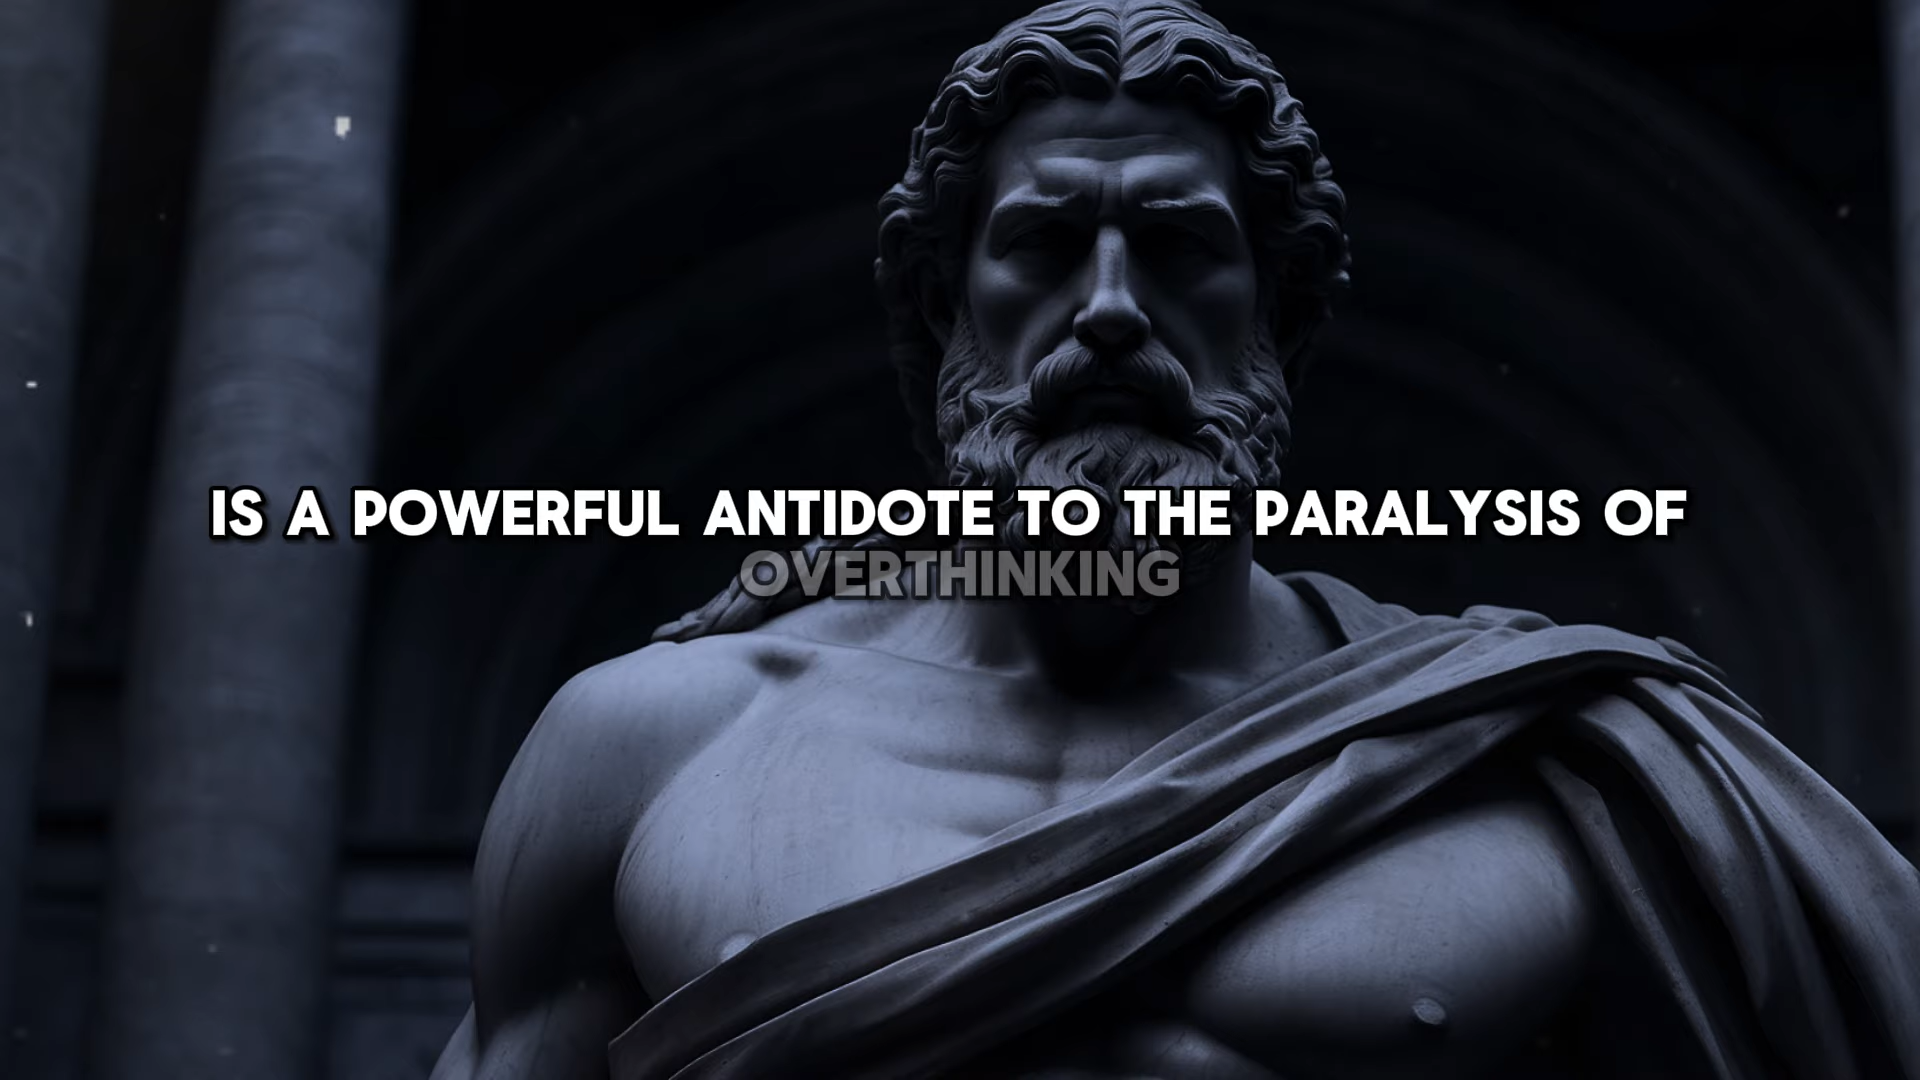 IS A POWERFUL ANTIDOTE TO THE PARALYSIS OF
OVERTHINKING